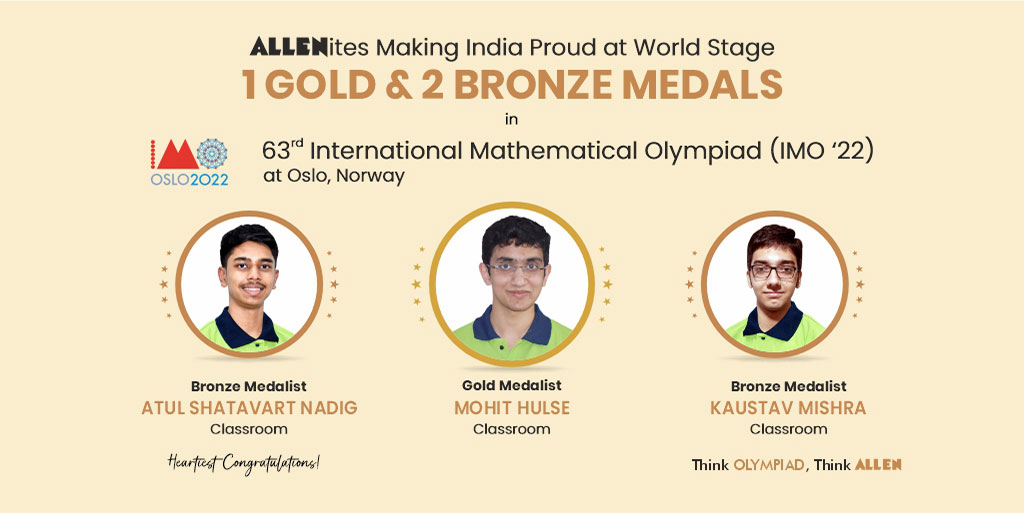 ALLENites Making India Proud at World Stage
1 GOLD & 2 BRONZE MEDALS
in
IMO
OSLO2022
63rd International Mathematical Olympiad (IMO ‘22)
at Oslo, Norway
Bronze Medalist
ATUL SHATAVART NADIG
Classroom
Gold Medalist
MOHIT HULSE
Classroom
Bronze Medalist
KAUSTAV MISHRA
Classroom
Heartiest Congratulations!
Think OLYMPIAD, Think ALLEN